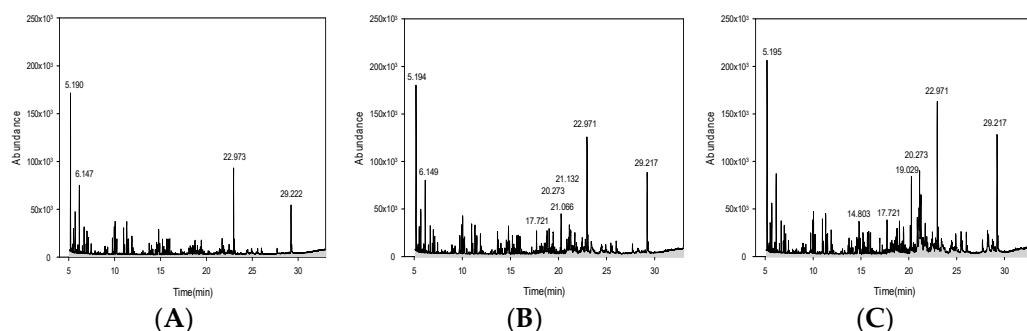 250x10³
200x10³
150x10³
100x10³
50x10³
0
Abundance
5.190
6.147
22.973
29.222
5
10
15
20
25
30
Time(min)
(A)
250x10³
200x10³
150x10³
100x10³
50x10³
0
Abundance
5.194
6.149
22.971
29.217
21.132
20.273
21.066
17.721
5
10
15
20
25
30
Time(min)
(B)
250x10³
200x10³
150x10³
100x10³
50x10³
0
Abundance
5.195
22.971
29.217
20.273
19.029
14.803
17.721
5
10
15
20
25
30
Time(min)
(C)